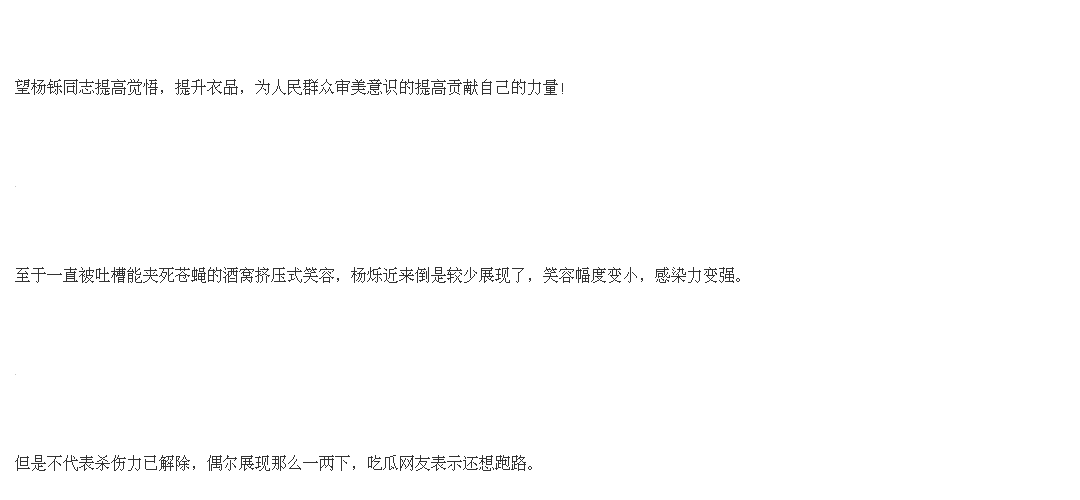 望杨铄同志提高觉悟，提升衣品，为人民群众审美意识的提高贡献自己的力量！
至于一直被吐槽能夹死苍蝇的酒窝挤压式笑容，杨烁近来倒是较少展现了，笑容幅度变小，感染力变强。
但是不代表杀伤力已解除，偶尔展现那么一两下，吃瓜网友表示还想跑路。